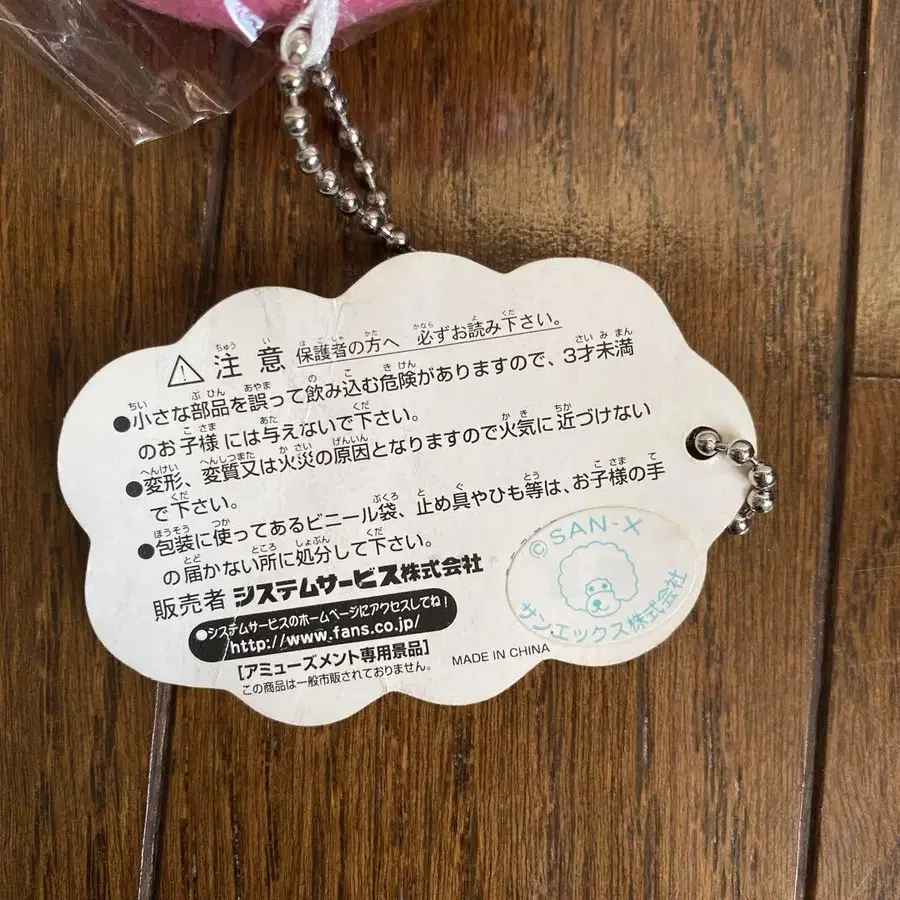 ⚠ 注意 保護者の方へ 必ずお読み下さい。
●小さな部品を誤って飲み込む危険がありますので、3才未満
のお子様には与えないで下さい。
●変形、変質又は火災の原因となりますので火気に近づけない
で下さい。
●包装に使ってあるビニール袋、止め具やひも等は、お子様の手
の届かない所に処分して下さい。
販売者 システムサービス株式会社
●システムサービスのホームページにアクセスしてね!
http://www.fans.co.jp/
[アミューズメント専用景品]
この商品は一般市販されておりません。
MADE IN CHINA
©SAN-X
サンエックス株式会社